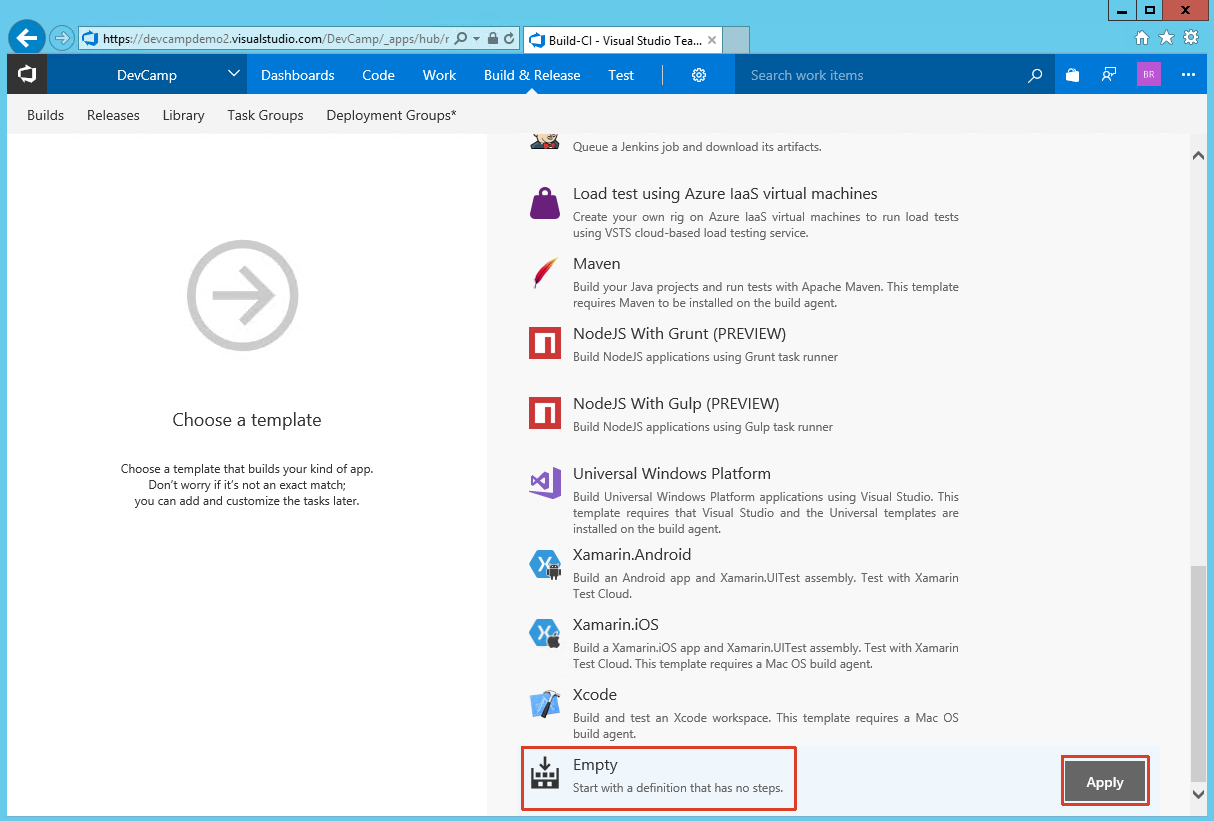 https://devcampdemo2.visualstudio.com/DevCamp/_apps/hub/r
Build-CI - Visual Studio Tea...
DevCamp
Dashboards
Code
Work
Build & Release
Test
Search work items
BR
Builds
Releases
Library
Task Groups
Deployment Groups*
Choose a template
Choose a template that builds your kind of app.
Don't worry if it's not an exact match;
you can add and customize the tasks later.
Queue a Jenkins job and download its artifacts.
Load test using Azure IaaS virtual machines
Create your own rig on Azure IaaS virtual machines to run load tests
using VSTS cloud-based load testing service.
Maven
Build your Java projects and run tests with Apache Maven. This template
requires Maven to be installed on the build agent.
NodeJS With Grunt (PREVIEW)
Build NodeJS applications using Grunt task runner
NodeJS With Gulp (PREVIEW)
Build NodeJS applications using Gulp task runner
Universal Windows Platform
Build Universal Windows Platform applications using Visual Studio. This
template requires that Visual Studio and the Universal templates are
installed on the build agent.
Xamarin.Android
Build an Android app and Xamarin.UITest assembly. Test with Xamarin
Test Cloud.
Xamarin.iOS
Build a Xamarin.iOS app and Xamarin.UITest assembly. Test with Xamarin
Test Cloud. This template requires a Mac OS build agent.
Xcode
Build and test an Xcode workspace. This template requires a Mac OS
build agent.
Empty
Start with a definition that has no steps.
Apply